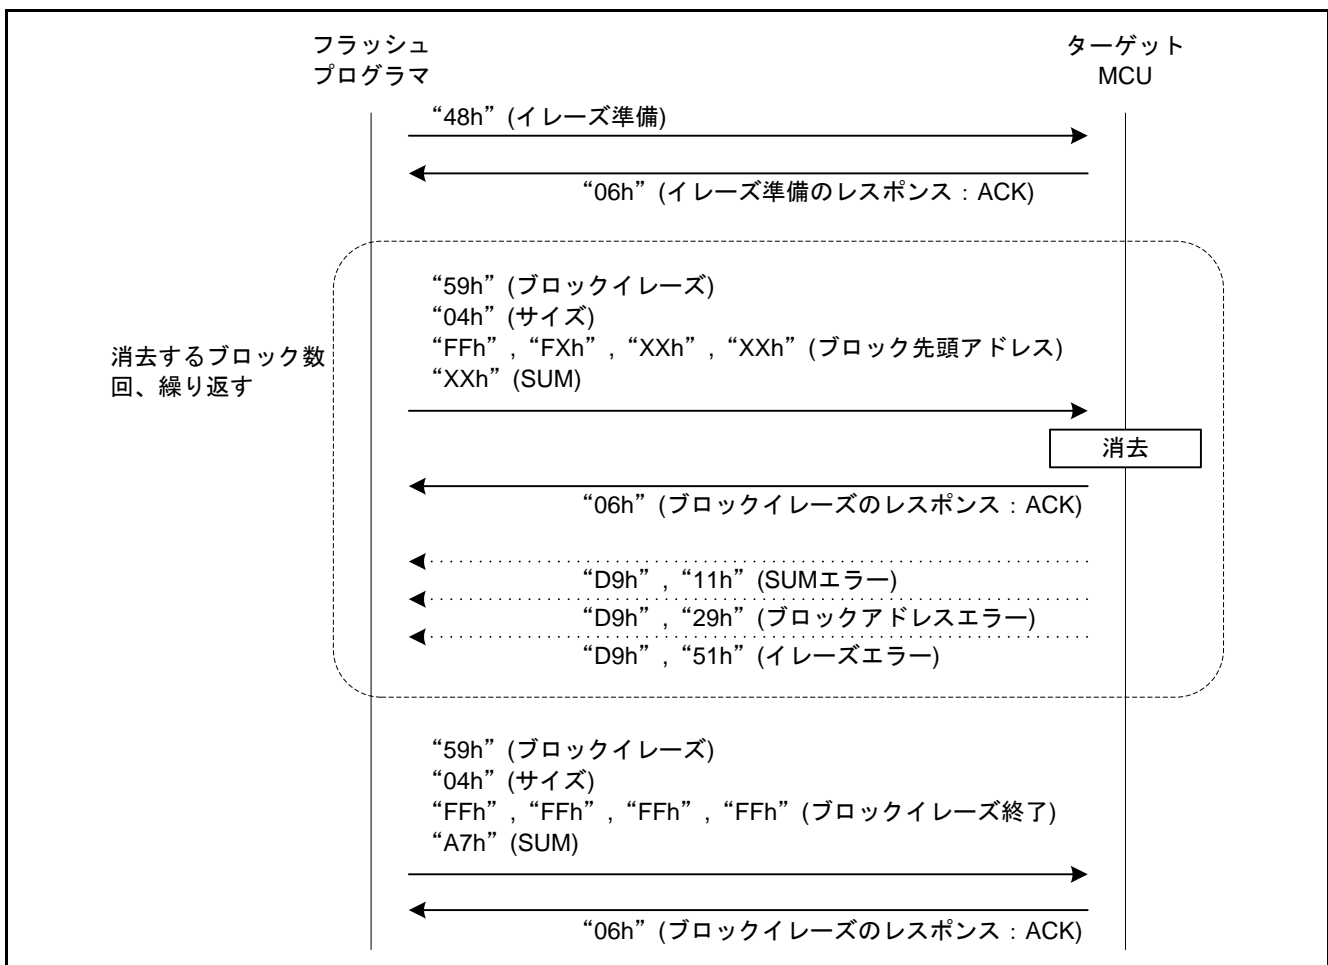 フラッシュ
プログラマ
ターゲット
MCU
“48h” (イレーズ準備)
“06h” (イレーズ準備のレスポンス：ACK)
消去するブロック数
回、繰り返す
“59h” (ブロックイレーズ)
“04h” (サイズ)
“FFh” , “FXh” , “XXh” , “XXh” (ブロック先頭アドレス)
“XXh” (SUM)
消去
“06h” (ブロックイレーズのレスポンス：ACK)
“D9h” , “11h” (SUMエラー)
“D9h” , “29h” (ブロックアドレスエラー)
“D9h” , “51h” (イレーズエラー)
“59h” (ブロックイレーズ)
“04h” (サイズ)
“FFh” , “FFh” , “FFh” , “FFh” (ブロックイレーズ終了)
“A7h” (SUM)
“06h” (ブロックイレーズのレスポンス：ACK)